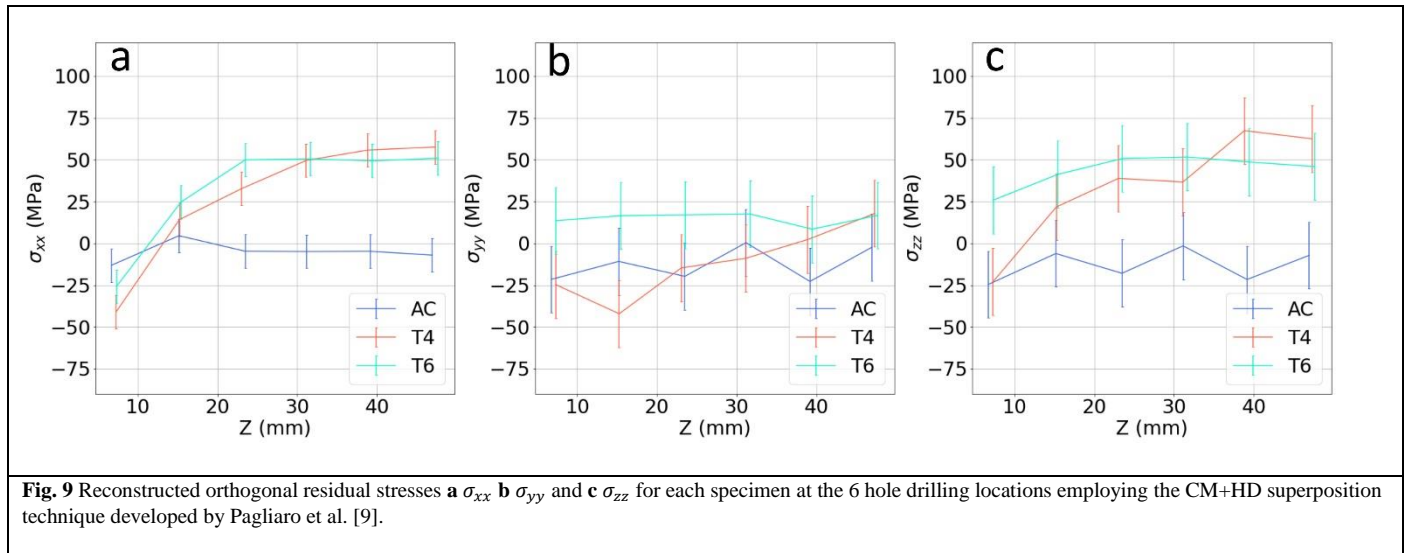 a
100
75
50
25
0
−25
−50
−75
σxx (MPa)
10 20 30 40
Z (mm)
AC
T4
T6
b
100
75
50
25
0
−25
−50
−75
σyy (MPa)
10 20 30 40
Z (mm)
AC
T4
T6
c
100
75
50
25
0
−25
−50
−75
σzz (MPa)
10 20 30 40
Z (mm)
AC
T4
T6
Fig. 9 Reconstructed orthogonal residual stresses a σxx b σyy and c σzz for each specimen at the 6 hole drilling locations employing the CM+HD superposition
technique developed by Pagliaro et al. [9].